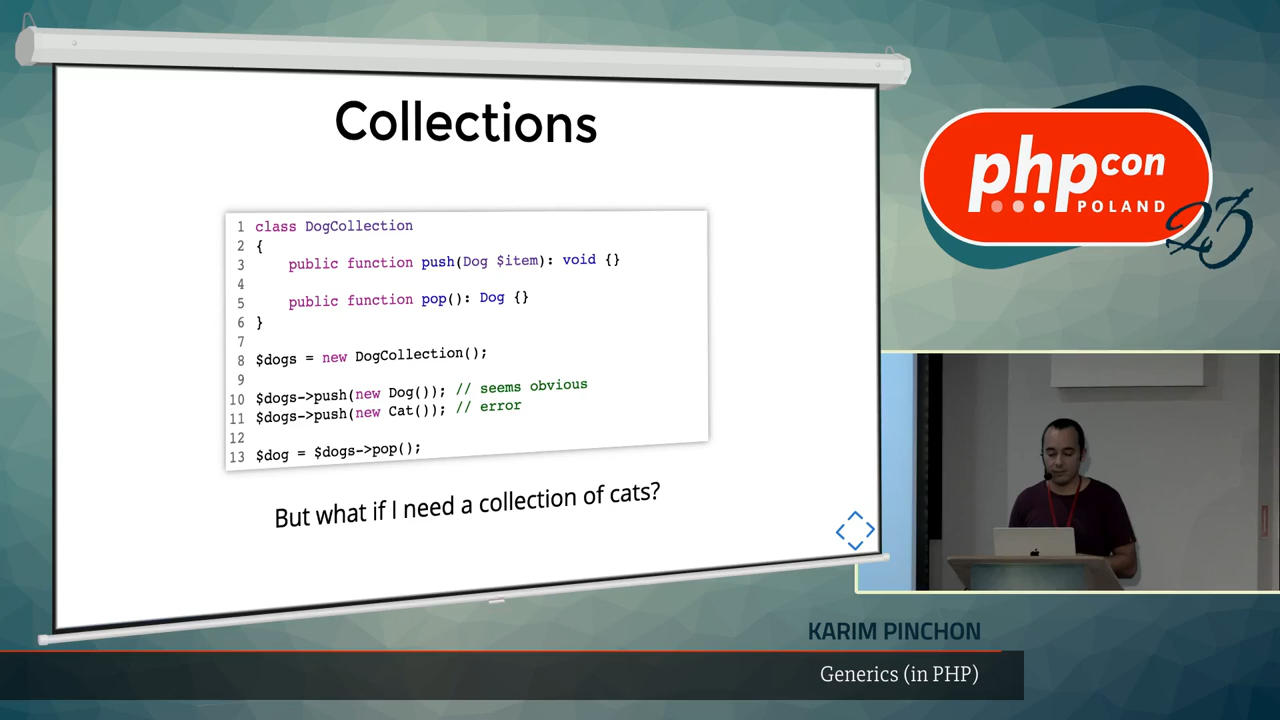 Collections
1 class DogCollection
2 {
3 public function push(Dog $item): void {}
4
5 public function pop(): Dog {}
6 }
7
8 $dogs = new DogCollection();
9
10 $dogs->push(new Dog()); // seems obvious
11 $dogs->push(new Cat()); // error
12
13 $dog = $dogs->pop();
But what if I need a collection of cats?
phpcon
POLAND
23
KARIM PINCHON
Generics (in PHP)